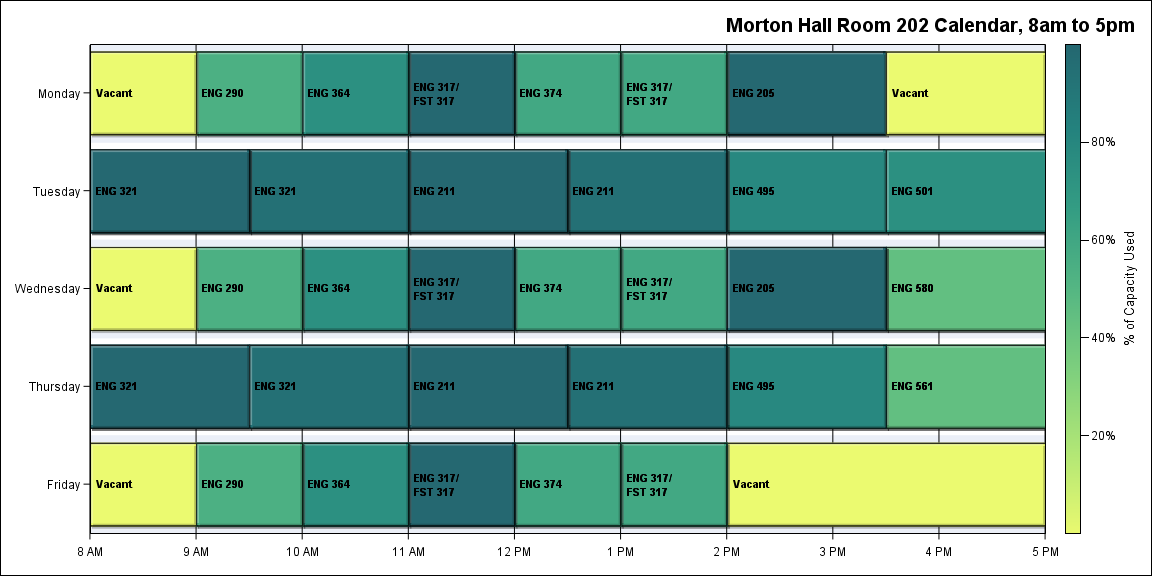 Morton Hall Room 202 Calendar, 8am to 5pm
Monday
Vacant
ENG 290
ENG 364
ENG 317/
FST 317
ENG 374
ENG 317/
FST 317
ENG 205
Vacant
Tuesday
ENG 321
ENG 321
ENG 211
ENG 211
ENG 495
ENG 501
Wednesday
Vacant
ENG 290
ENG 364
ENG 317/
FST 317
ENG 374
ENG 317/
FST 317
ENG 205
ENG 580
Thursday
ENG 321
ENG 321
ENG 211
ENG 211
ENG 495
ENG 561
Friday
Vacant
ENG 290
ENG 364
ENG 317/
FST 317
ENG 374
ENG 317/
FST 317
Vacant
8 AM
9 AM
10 AM
11 AM
12 PM
1 PM
2 PM
3 PM
4 PM
5 PM
80%
60%
40%
20%
% of Capacity Used